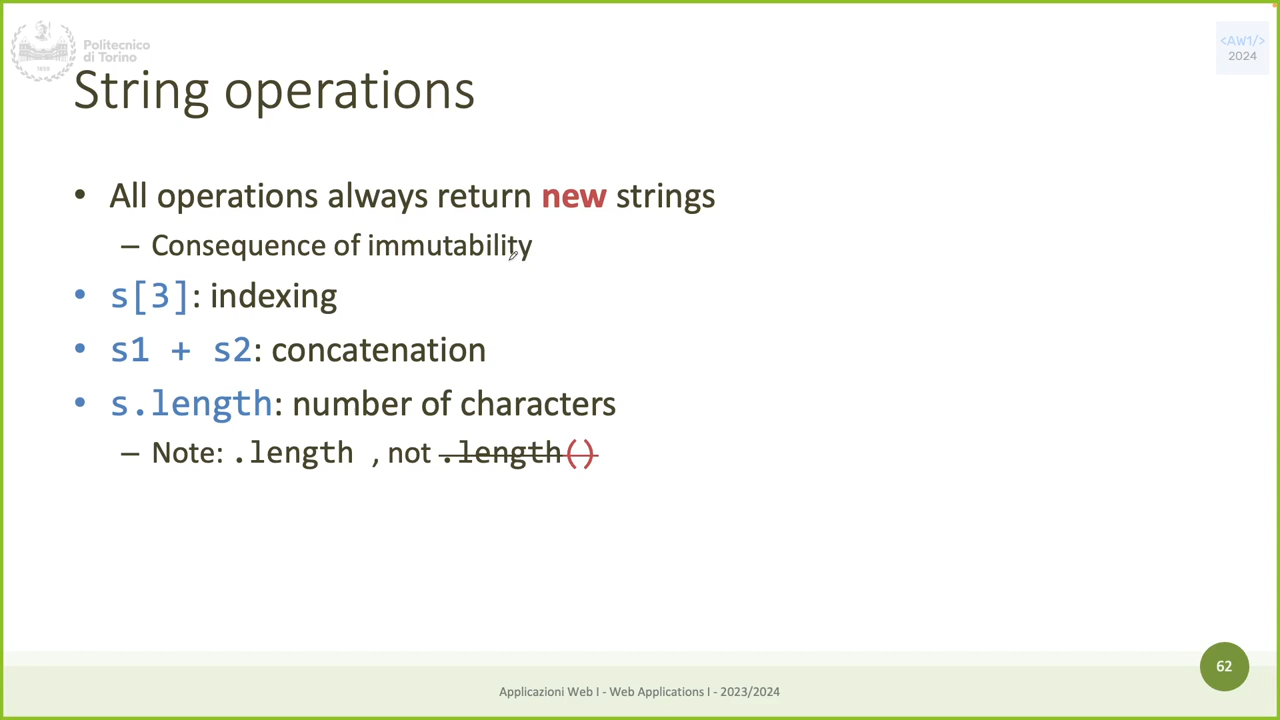 Politecnico
di Torino
<AW1/>
2024
String operations
• All operations always return new strings
– Consequence of immutability
• s[3]: indexing
• s1 + s2: concatenation
• s.length: number of characters
– Note: .length , not .length()
62
Applicazioni Web I - Web Applications I - 2023/2024